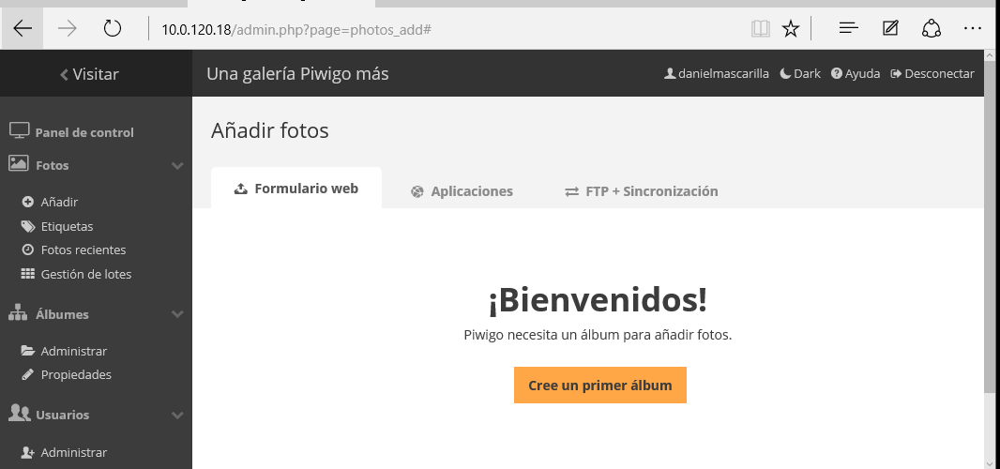 10.0.120.18/admin.php?page=photos_add#
Visitar
Una galería Piwigo más
danielmascarilla
Dark
Ayuda
Desconectar
Panel de control
Fotos
Añadir
Etiquetas
Fotos recientes
Gestión de lotes
Álbumes
Administrar
Propiedades
Usuarios
Administrar
Añadir fotos
Formulario web
Aplicaciones
FTP + Sincronización
¡Bienvenidos!
Piwigo necesita un álbum para añadir fotos.
Cree un primer álbum